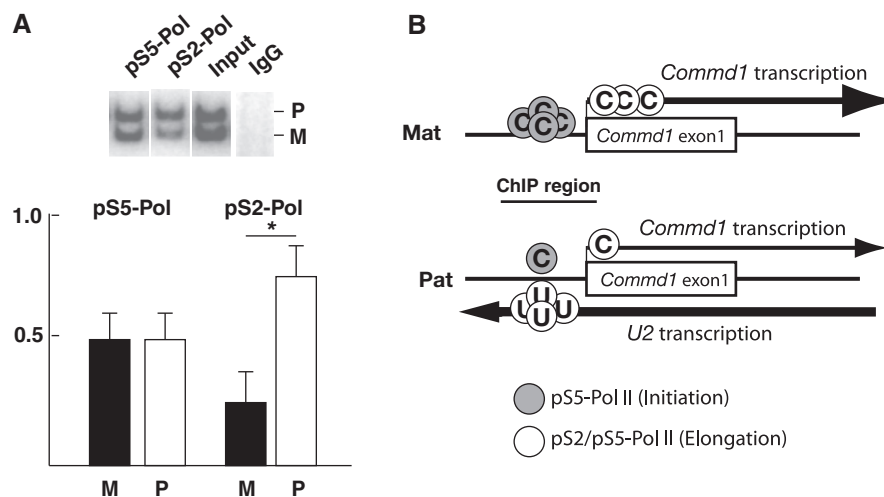 A
pS5-Pol pS2-Pol Input IgG
P
M
pS5-Pol pS2-Pol
1.0
0.5
*
M P M P
B
Commd1 transcription
C C C C C C C
Mat
Commd1 exon1
ChIP region
Commd1 transcription
C
C
Pat
Commd1 exon1
U U U U
U2 transcription
pS5-Pol II (Initiation)
pS2/pS5-Pol II (Elongation)